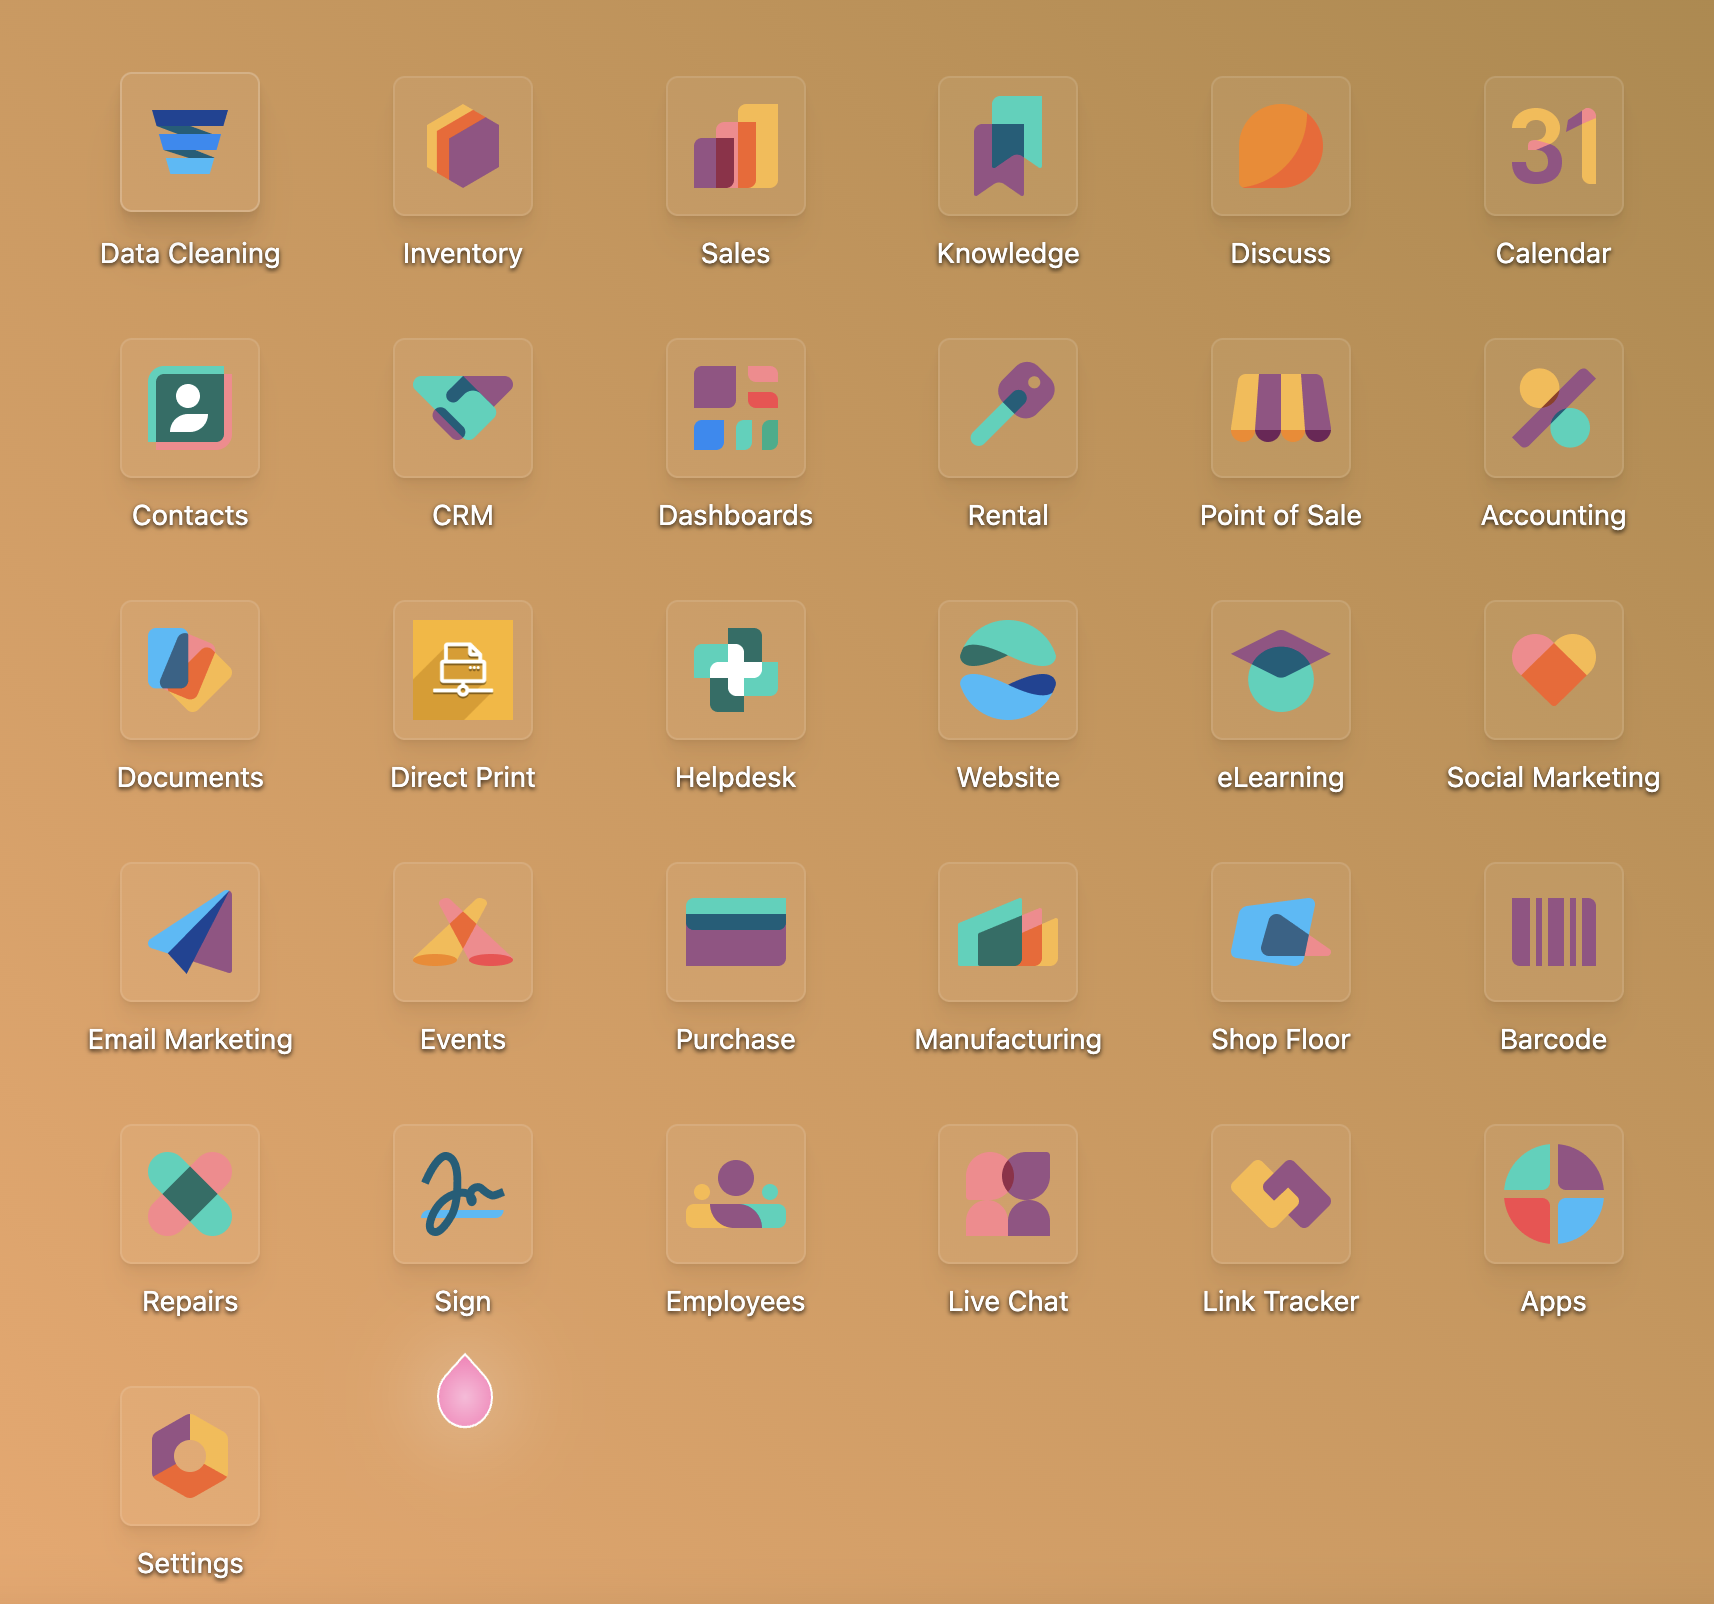 Data Cleaning
Inventory
Sales
Knowledge
Discuss
31
Calendar
Contacts
CRM
Dashboards
Rental
Point of Sale
Accounting
Documents
Direct Print
Helpdesk
Website
eLearning
Social Marketing
Email Marketing
Events
Purchase
Manufacturing
Shop Floor
Barcode
Repairs
Sign
Employees
Live Chat
Link Tracker
Apps
Settings